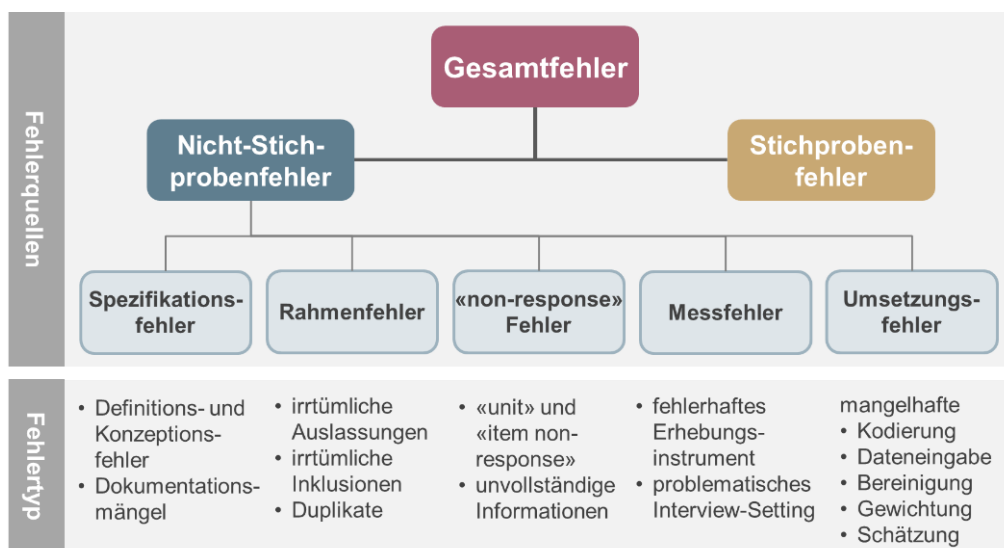 Fehlerquellen
Gesamtfehler
Nicht-Stich-
probenfehler
Stichproben-
fehler
Spezifikations-
fehler
Rahmenfehler
«non-response»
Fehler
Messfehler
Umsetzungs-
fehler
Fehlertyp
• Definitions- und
Konzeptions-
fehler
• Dokumentations-
mängel
• irrtümliche
Auslassungen
• irrtümliche
Inklusionen
• Duplikate
• «unit» und
«item non-
response»
• unvollständige
Informationen
• fehlerhaftes
Erhebungs-
instrument
• problematisches
Interview-Setting
mangelhafte
• Kodierung
• Dateneingabe
• Bereinigung
• Gewichtung
• Schätzung